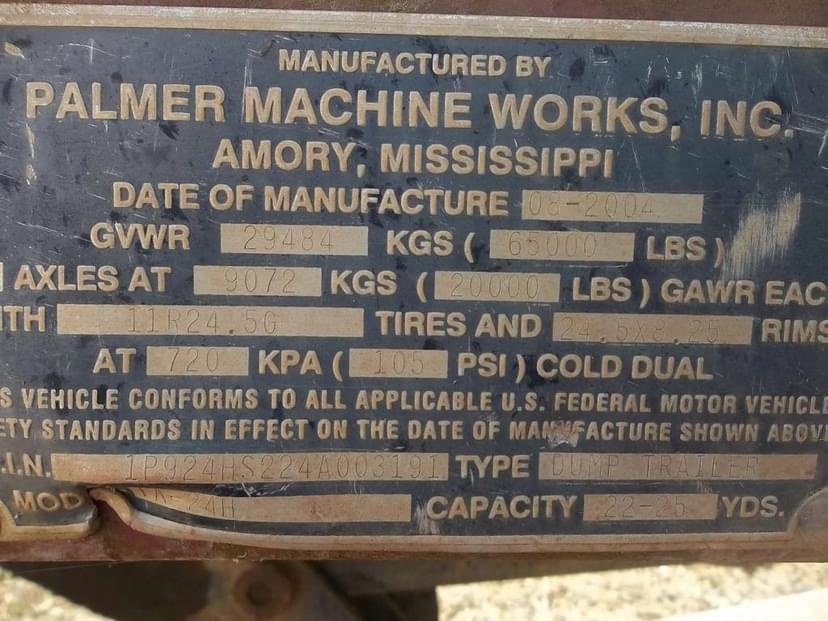 MANUFACTURED BY
PALMER MACHINE WORKS, INC.
AMORY, MISSISSIPPI
DATE OF MANUFACTURE 08-2004
GVWR 29484 KGS ( 65000 LBS )
AXLES AT 9072 KGS ( 20000 LBS ) GAWR EAC
ITH 11R24.5G TIRES AND 24.5X8.25 RIMS
AT 720 KPA ( 105 PSI ) COLD DUAL
S VEHICLE CONFORMS TO ALL APPLICABLE U.S. FEDERAL MOTOR VEHICLE
ETY STANDARDS IN EFFECT ON THE DATE OF MANUFACTURE SHOWN ABOV
.I.N. 1P924HS224A003191 TYPE DUMP TRAILER
MOD -24H CAPACITY 22-25 YDS.